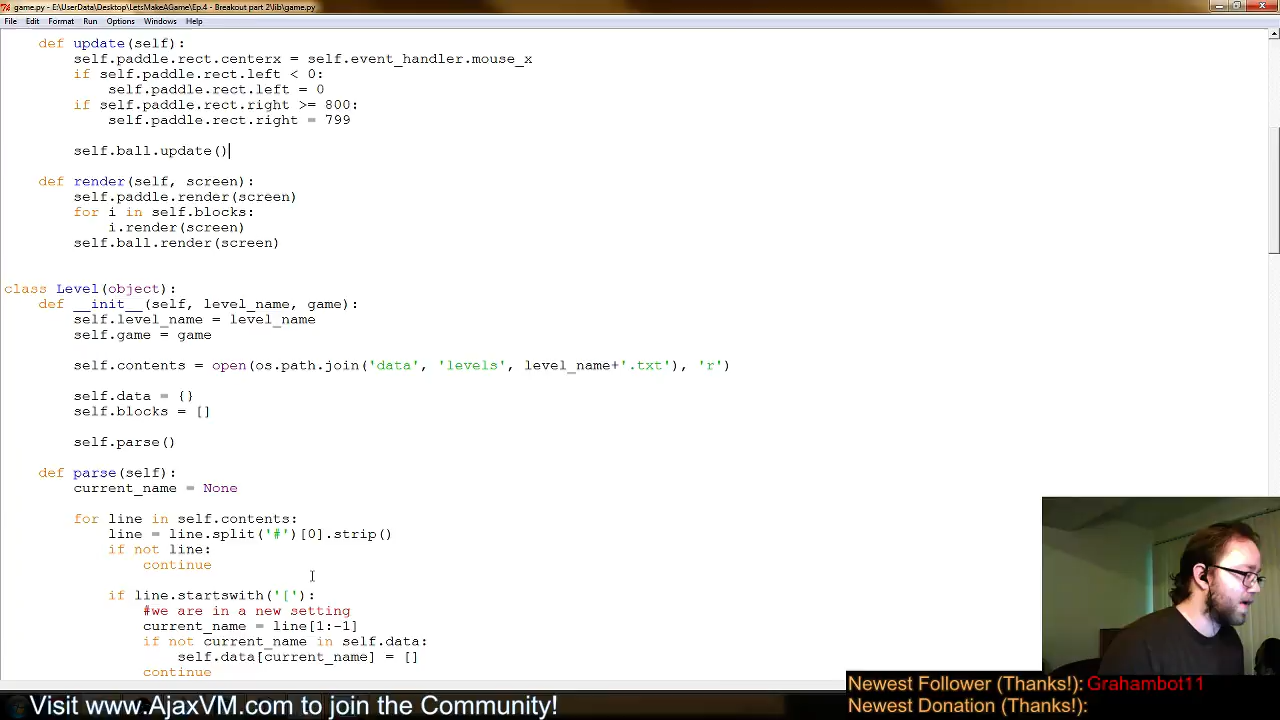 game.py - E:\UserData\Desktop\LetsMakeAGame\Ep.4 - Breakout part 2\lib\game.py
File Edit Format Run Options Windows Help
def update(self):
self.paddle.rect.centerx = self.event_handler.mouse_x
if self.paddle.rect.left < 0:
self.paddle.rect.left = 0
if self.paddle.rect.right >= 800:
self.paddle.rect.right = 799
self.ball.update()
def render(self, screen):
self.paddle.render(screen)
for i in self.blocks:
i.render(screen)
self.ball.render(screen)
class Level(object):
def __init__(self, level_name, game):
self.level_name = level_name
self.game = game
self.contents = open(os.path.join('data', 'levels', level_name+'.txt'), 'r')
self.data = {}
self.blocks = []
self.parse()
def parse(self):
current_name = None
for line in self.contents:
line = line.split('#')[0].strip()
if not line:
continue
if line.startswith('['):
#we are in a new setting
current_name = line[1:-1]
if not current_name in self.data:
self.data[current_name] = []
continue
Newest Follower (Thanks!): Grahambot11
Newest Donation (Thanks!):
Visit www.AjaxVM.com to join the Community!